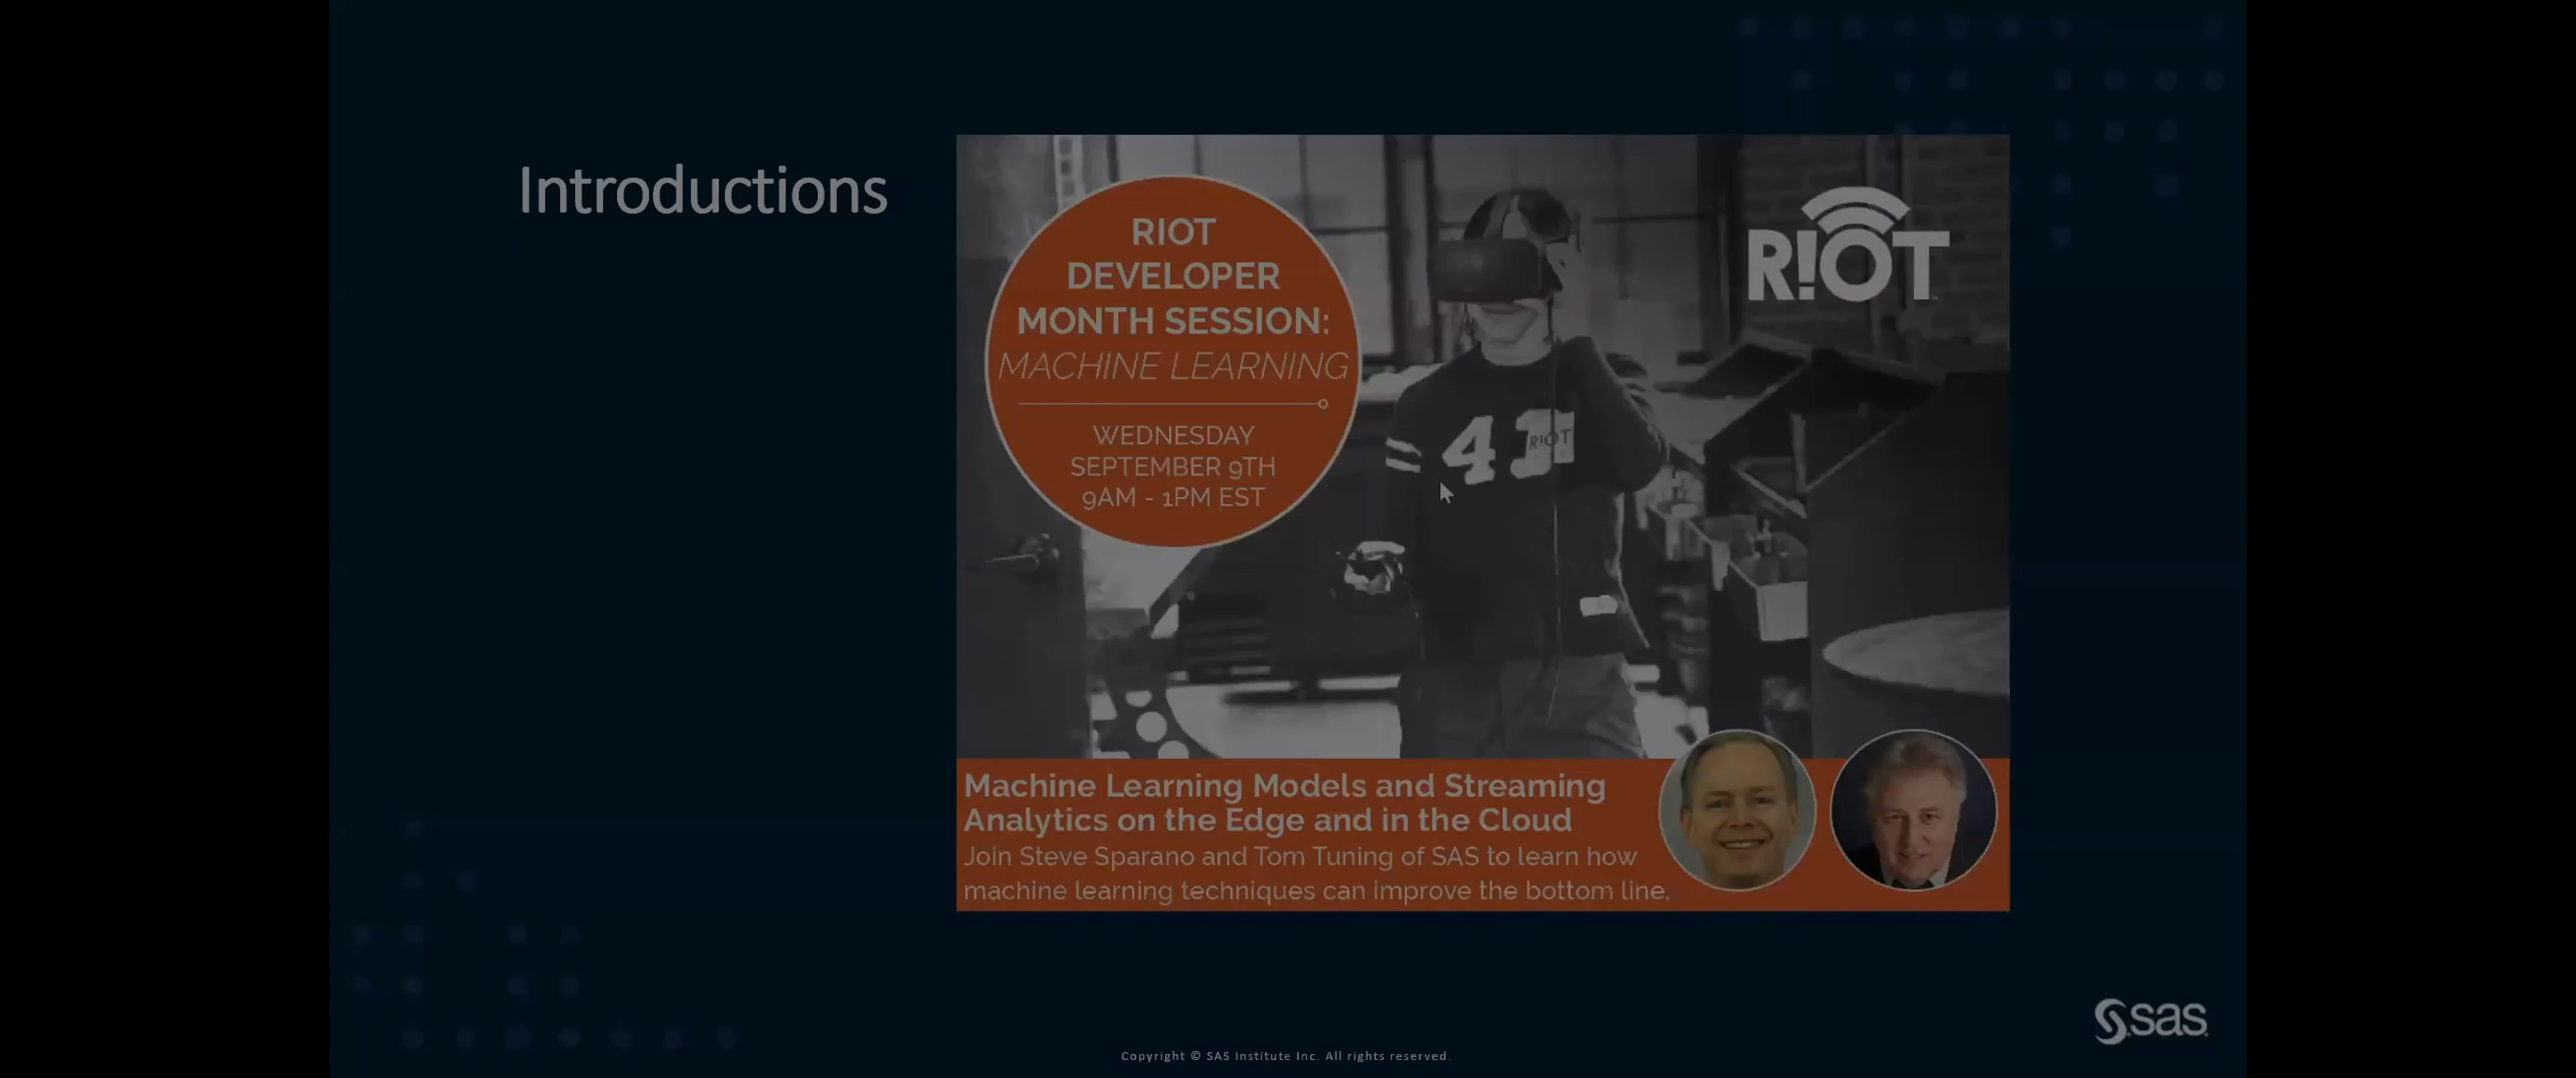 Introductions
RIOT
DEVELOPER
MONTH SESSION:
MACHINE LEARNING
WEDNESDAY
SEPTEMBER 9TH
9AM - 1PM EST
R!OT
41
RIOT
Machine Learning Models and Streaming
Analytics on the Edge and in the Cloud
Join Steve Sparano and Tom Tuning of SAS to learn how
machine learning techniques can improve the bottom line.
sas
Copyright © SAS Institute Inc. All rights reserved.